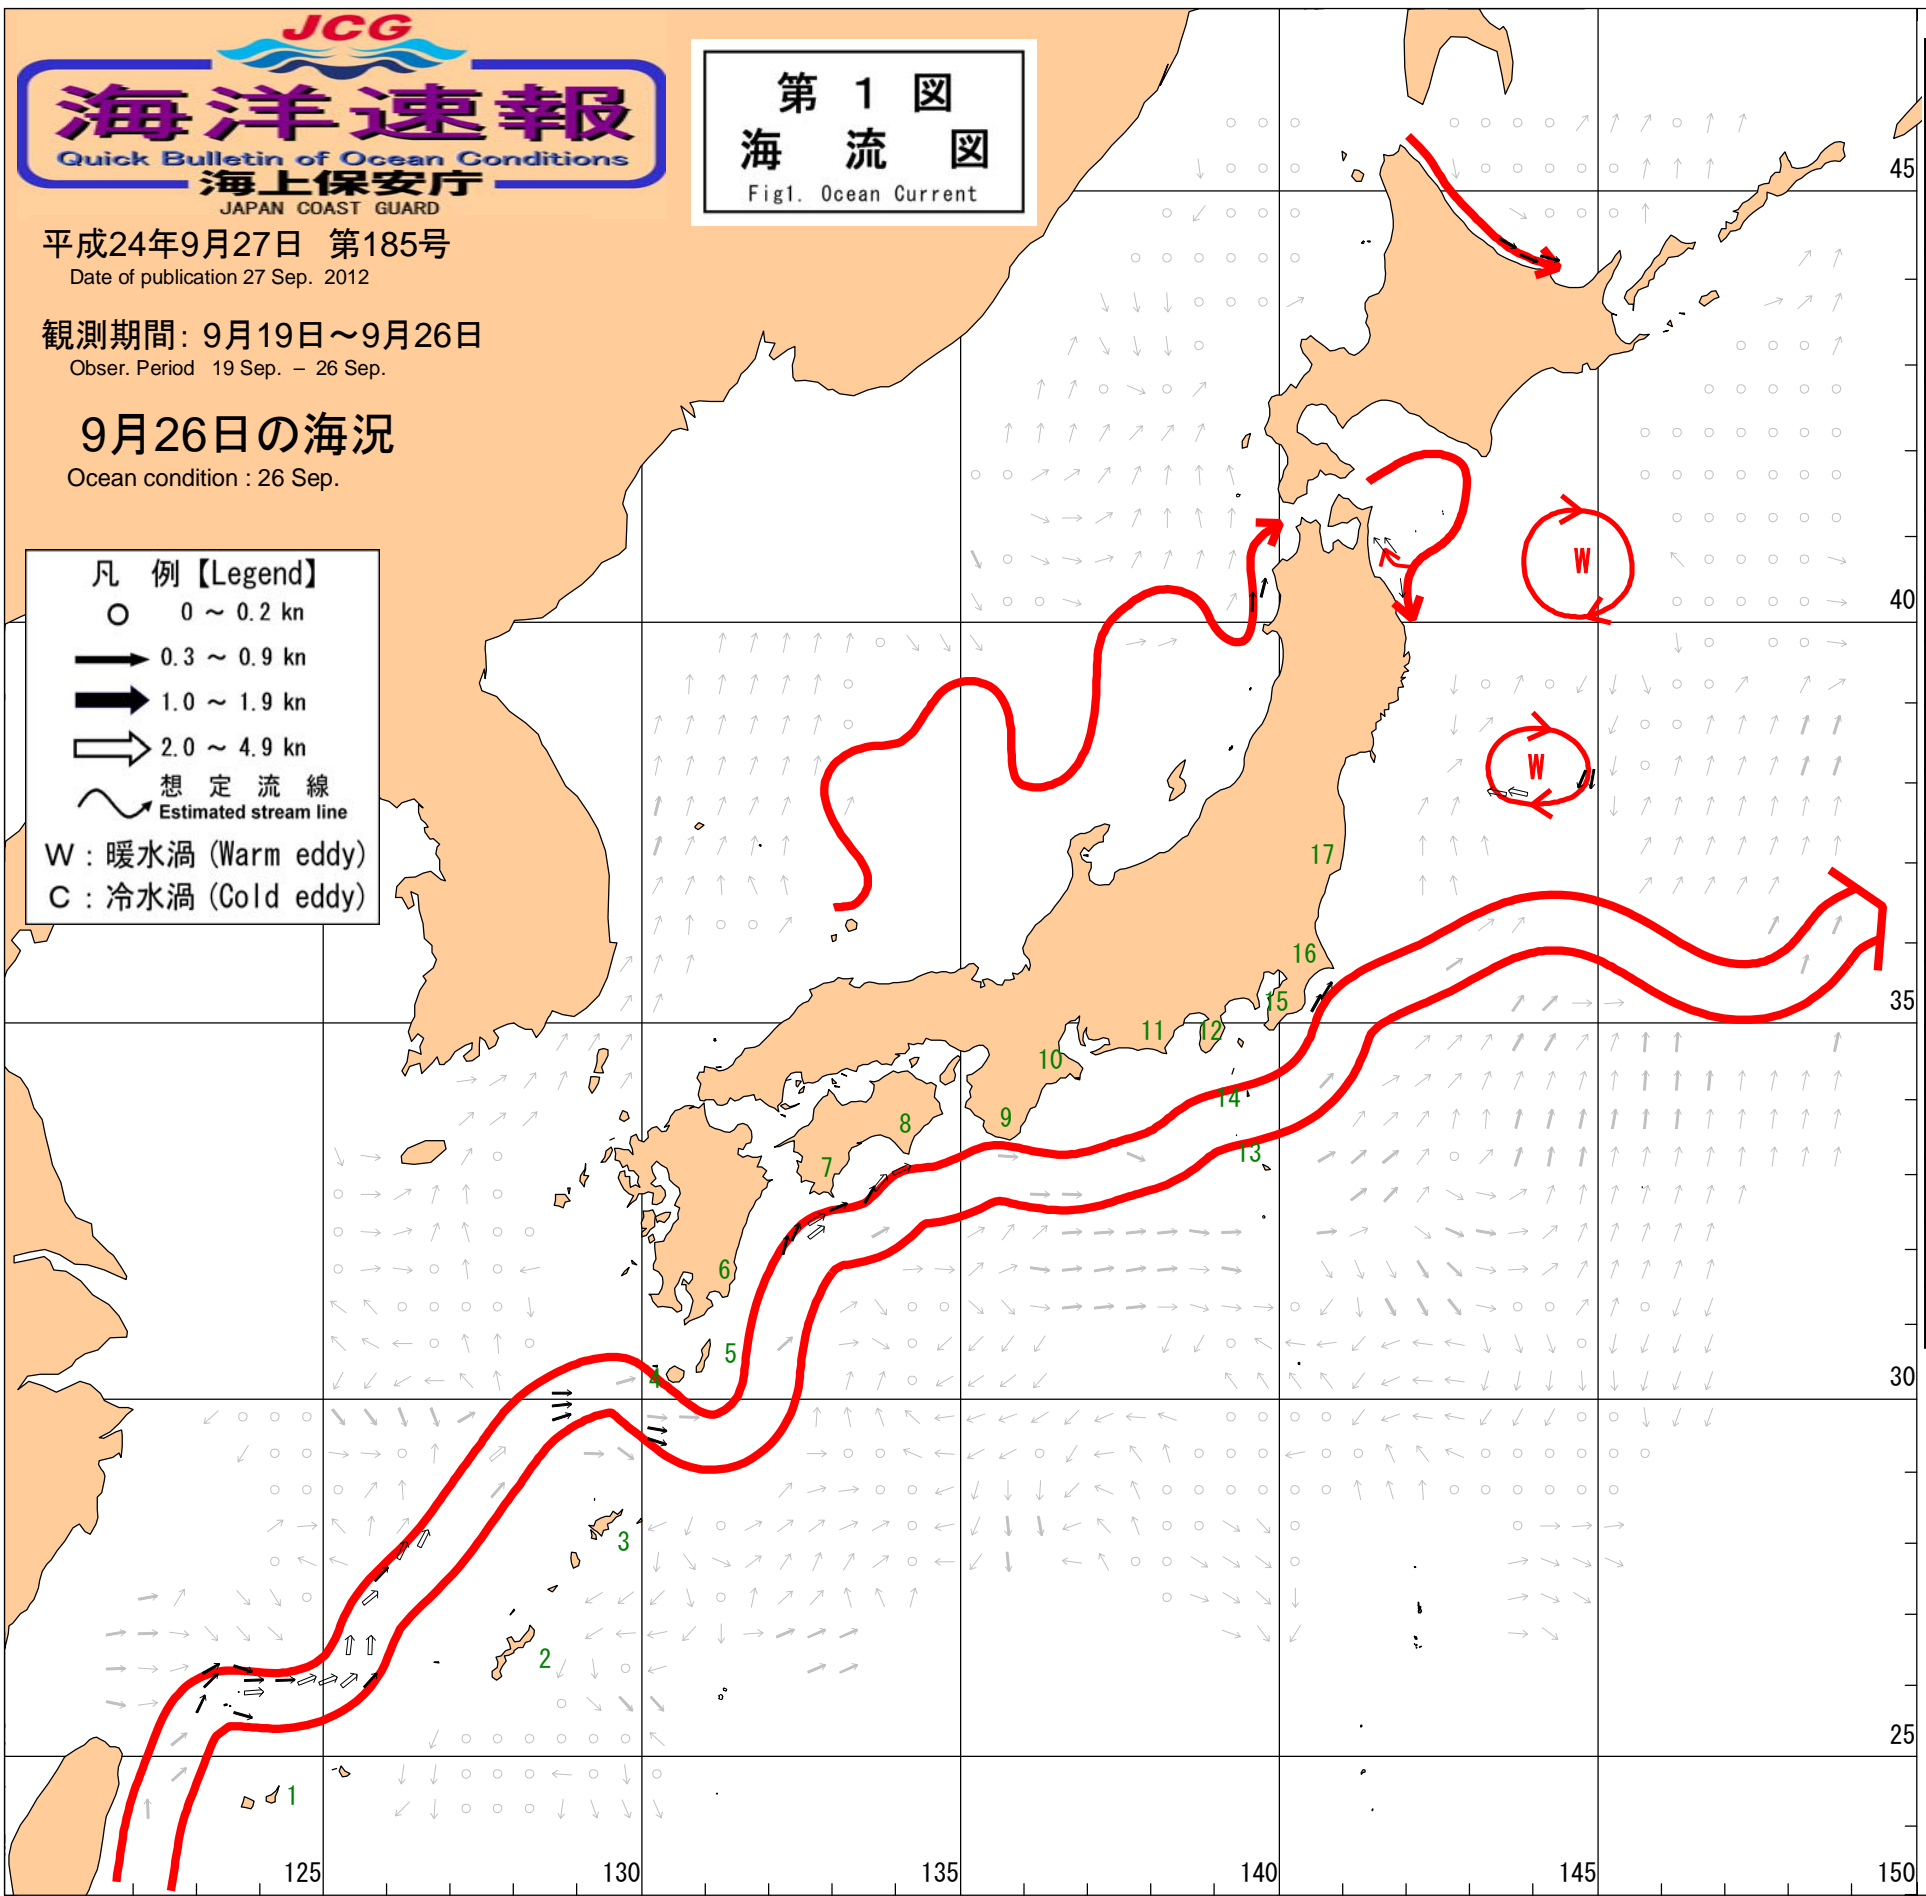 JCG
海洋速報
Quick Bulletin of Ocean Conditions
海上保安庁
JAPAN COAST GUARD
平成24年9月27日 第185号
Date of publication 27 Sep. 2012
観測期間: 9月19日～9月26日
Obser. Period 19 Sep. – 26 Sep.
9月26日の海況
Ocean condition : 26 Sep.
第 1 図
海 流 図
Fig1. Ocean Current
凡 例【Legend】
0 ～ 0.2 kn
0.3 ～ 0.9 kn
1.0 ～ 1.9 kn
2.0 ～ 4.9 kn
想 定 流 線
Estimated stream line
W : 暖水渦 (Warm eddy)
C : 冷水渦 (Cold eddy)
45
W
40
W
17
16
35
15
11
12
10
14
9
8
13
7
6
5
4
30
3
2
25
1
125
130
135
140
145
150